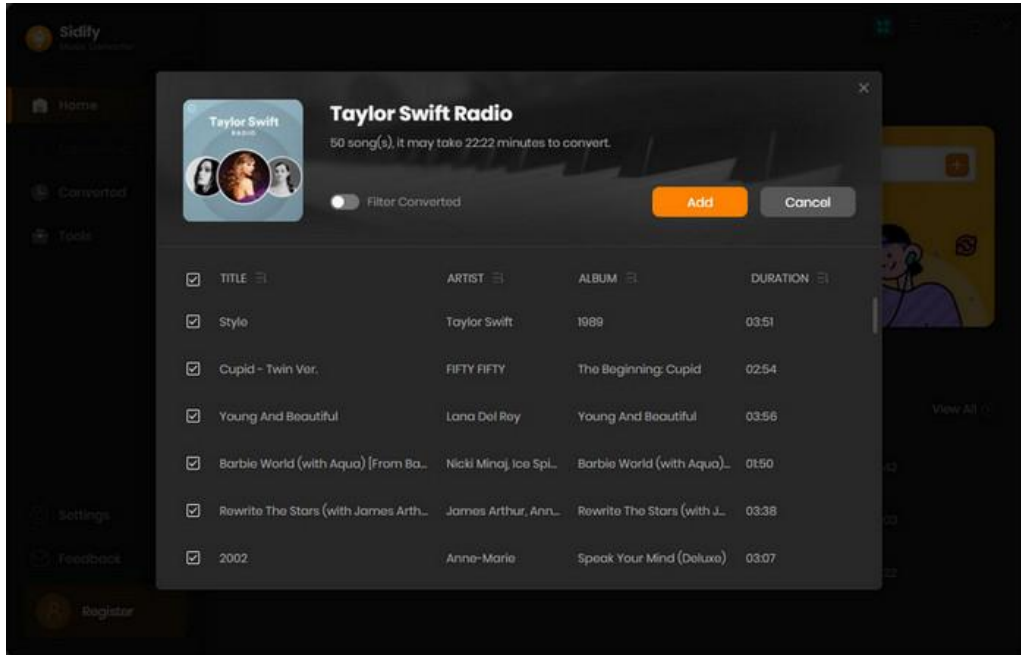 Sidify
Music Converter
Home
Converted
Tools
Settings
Feedback
Register
Taylor Swift
RADIO
Taylor Swift Radio
50 song(s), it may take 22:22 minutes to convert.
Filter Converted
Add
Cancel
TITLE ARTIST ALBUM DURATION
Style Taylor Swift 1989 03:51
Cupid - Twin Ver. FIFTY FIFTY The Beginning: Cupid 02:54
Young And Beautiful Lana Del Rey Young And Beautiful 03:56
Barbie World (with Aqua) [From Ba... Nicki Minaj, Ice Spi... Barbie World (with Aqua)... 01:50
Rewrite The Stars (with James Arth... James Arthur, Ann... Rewrite The Stars (with J... 03:38
2002 Anne-Marie Speak Your Mind (Deluxe) 03:07
View All